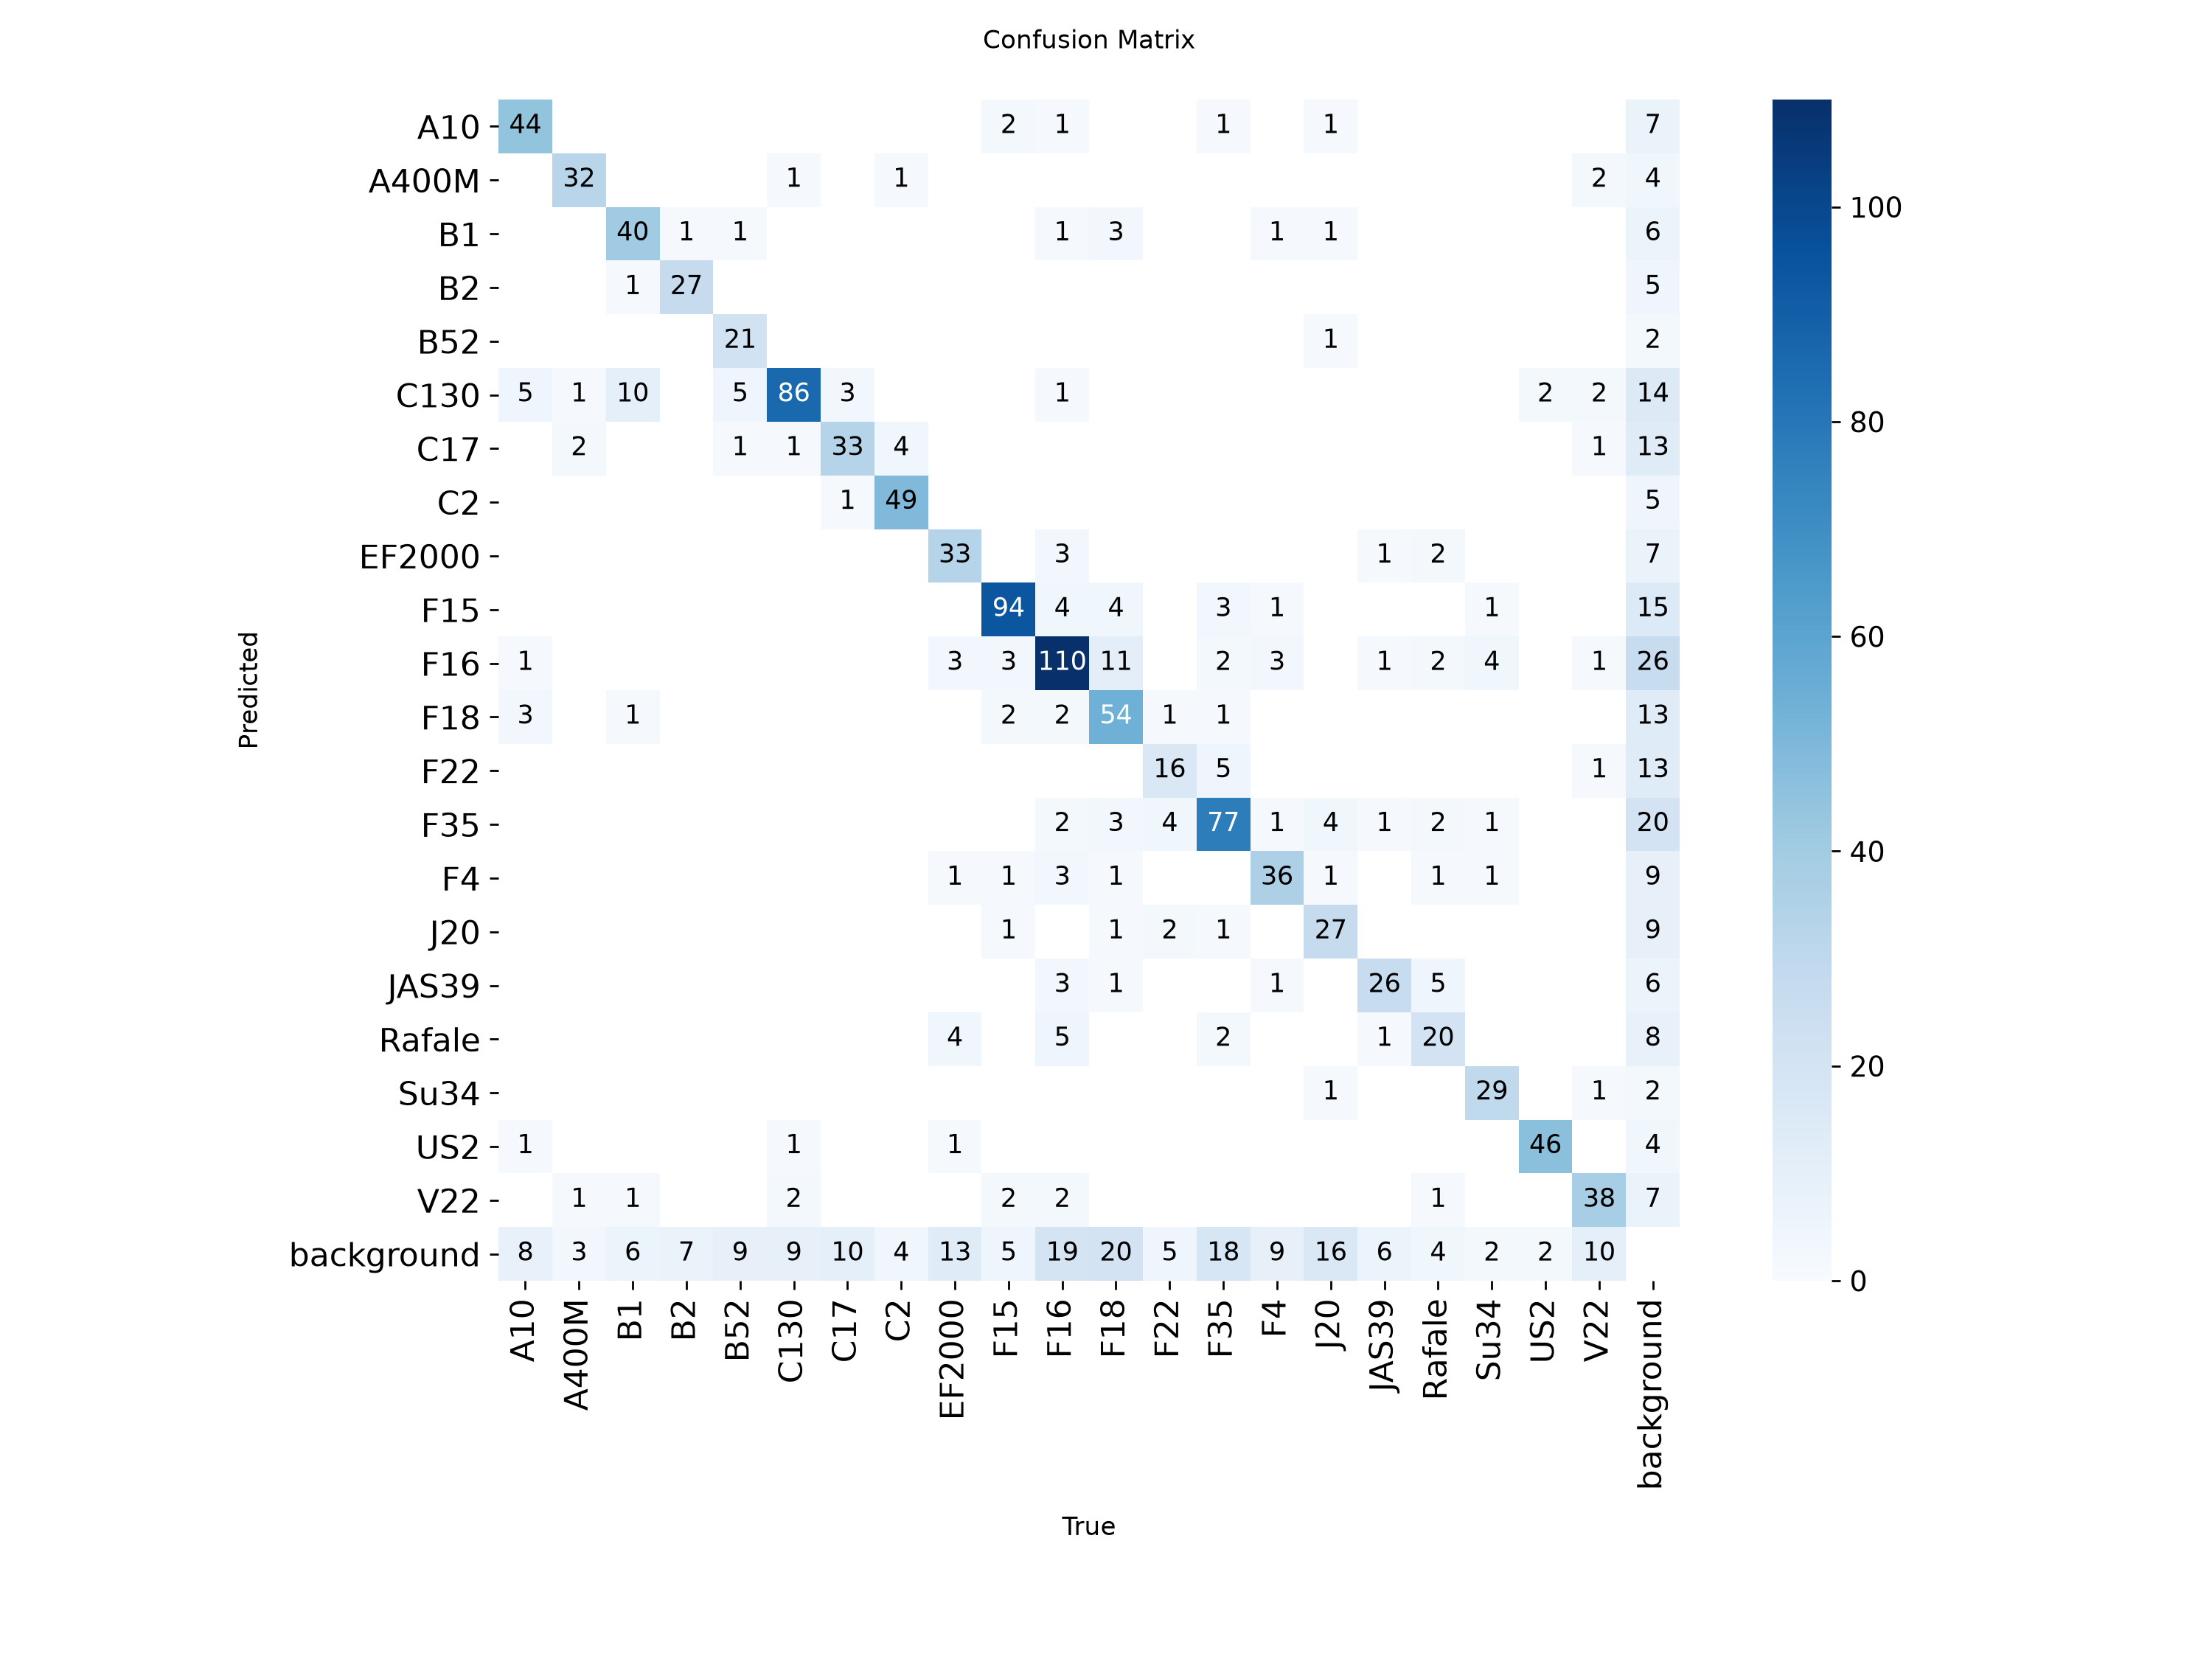 Confusion Matrix
A10 44 2 1 1 1 7
A400M 32 1 1 2 4
B1 40 1 1 1 3 1 1 6
B2 1 27 5
B52 21 1 2
C130 5 1 10 5 86 3 1 2 2 14
C17 2 1 1 33 4 1 13
C2 1 49 5
EF2000 33 3 1 2 7
F15 94 4 4 3 1 1 15
F16 1 3 3 110 11 2 3 1 2 4 1 26
F18 3 1 2 2 54 1 1 13
F22 16 5 1 13
F35 2 3 4 77 1 4 1 2 1 20
F4 1 1 3 1 36 1 1 1 9
J20 1 1 2 1 27 9
JAS39 3 1 1 26 5 6
Rafale 4 5 2 1 20 8
Su34 1 29 1 2
US2 1 1 1 46 4
V22 1 1 2 2 2 1 38 7
background 8 3 6 7 9 9 10 4 13 5 19 20 5 18 9 16 6 4 2 2 10
A10 A400M B1 B2 B52 C130 C17 C2 EF2000 F15 F16 F18 F22 F35 F4 J20 JAS39 Rafale Su34 US2 V22 background
Predicted
True
100
80
60
40
20
0